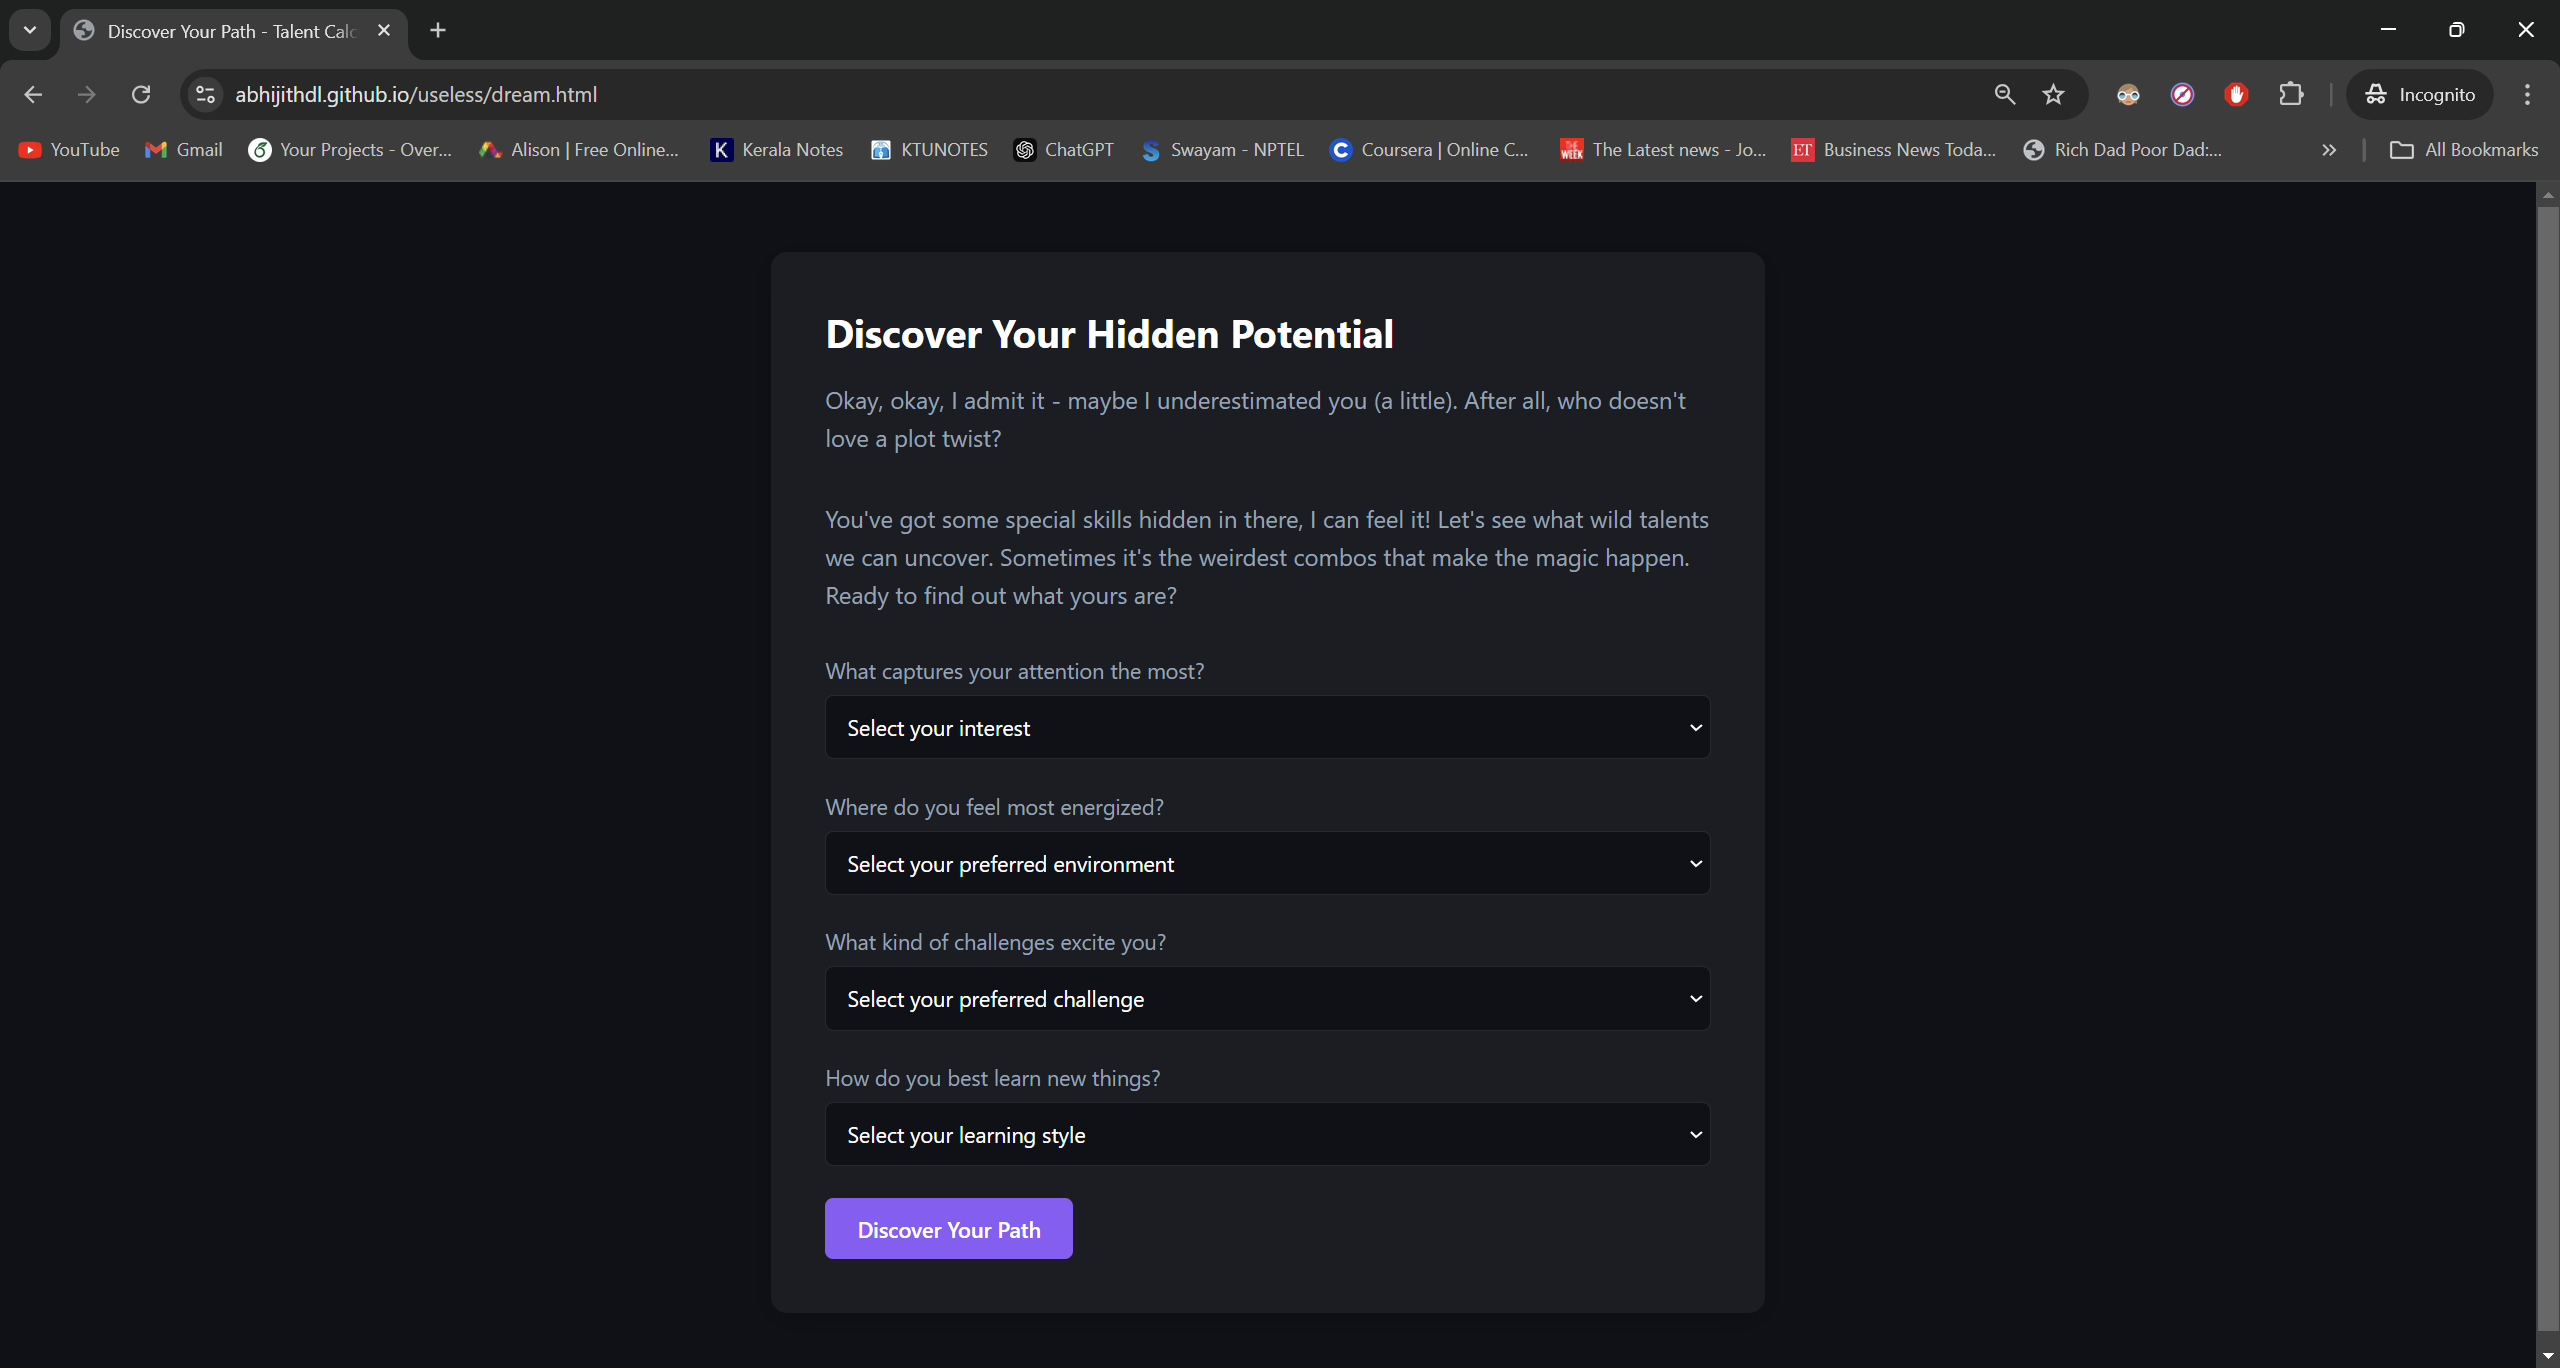 Discover Your Path - Talent Calc
abhijithdl.github.io/useless/dream.html
Incognito
YouTube
Gmail
Your Projects - Over...
Alison | Free Online...
K
Kerala Notes
KTUNOTES
ChatGPT
Swayam - NPTEL
Coursera | Online C...
THE WEEK
The Latest news - Jo...
ET
Business News Toda...
Rich Dad Poor Dad:...
All Bookmarks
Discover Your Hidden Potential
Okay, okay, I admit it - maybe I underestimated you (a little). After all, who doesn't
love a plot twist?
You've got some special skills hidden in there, I can feel it! Let's see what wild talents
we can uncover. Sometimes it's the weirdest combos that make the magic happen.
Ready to find out what yours are?
What captures your attention the most?
Select your interest
Where do you feel most energized?
Select your preferred environment
What kind of challenges excite you?
Select your preferred challenge
How do you best learn new things?
Select your learning style
Discover Your Path